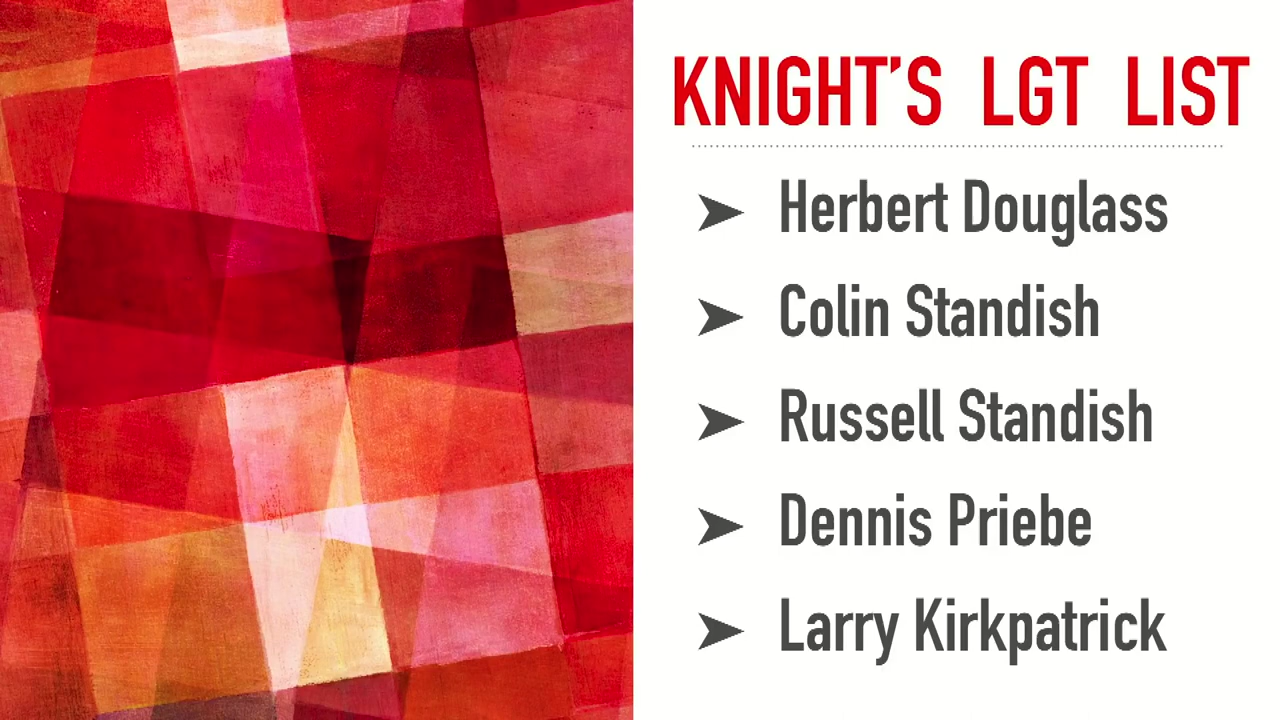 KNIGHT'S LGT LIST
➤ Herbert Douglass
➤ Colin Standish
➤ Russell Standish
➤ Dennis Priebe
➤ Larry Kirkpatrick